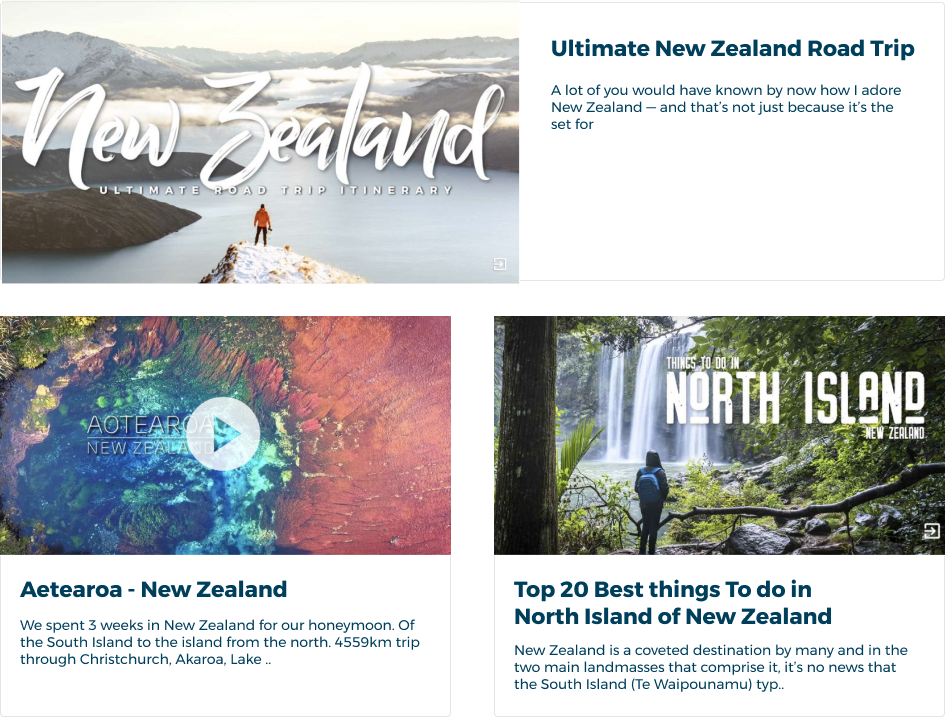 New Zealand
ULTIMATE ROAD TRIP ITINERARY
Ultimate New Zealand Road Trip
A lot of you would have known by now how I adore
New Zealand — and that's not just because it's the
set for
AOTEAROA
NEW ZEALAND
Aetearoa - New Zealand
We spent 3 weeks in New Zealand for our honeymoon. Of
the South Island to the island from the north. 4559km trip
through Christchurch, Akaroa, Lake ..
THINGS TO DO IN
NORTH ISLAND
NEW ZEALAND
Top 20 Best things To do in
North Island of New Zealand
New Zealand is a coveted destination by many and in the
two main landmasses that comprise it, it's no news that
the South Island (Te Waipounamu) typ..